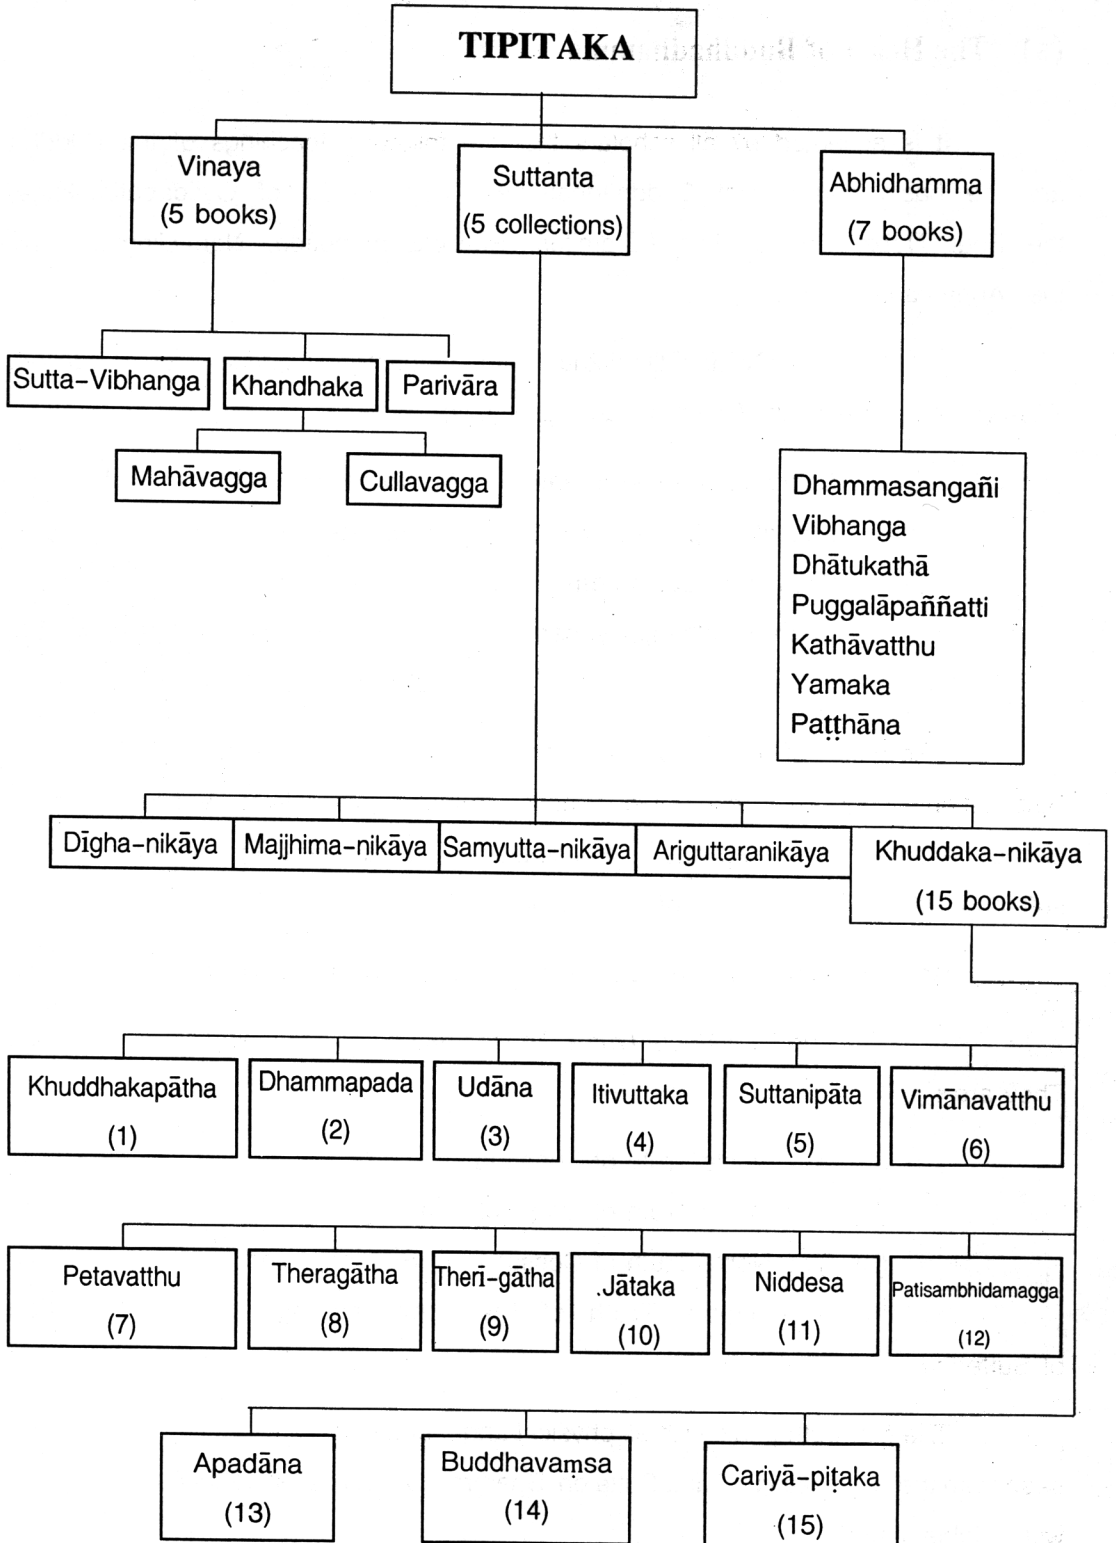 TIPITAKA
Vinaya
(5 books)
Suttanta
(5 collections)
Abhidhamma
(7 books)
Sutta-Vibhanga
Khandhaka
Parivāra
Mahāvagga
Cullavagga
Dhammasangañi
Vibhanga
Dhātukathā
Puggalāpaññatti
Kathāvatthu
Yamaka
Paṭṭhāna
Dīgha-nikāya
Majjhima-nikāya
Samyutta-nikāya
Ariguttaranikāya
Khuddaka-nikāya
(15 books)
Khuddhakapātha
(1)
Dhammapada
(2)
Udāna
(3)
Itivuttaka
(4)
Suttanipāta
(5)
Vimānavatthu
(6)
Petavatthu
(7)
Theragātha
(8)
Therī-gātha
(9)
Jātaka
(10)
Niddesa
(11)
Patisambhidamagga
(12)
Apadāna
(13)
Buddhavaṃsa
(14)
Cariyā-piṭaka
(15)